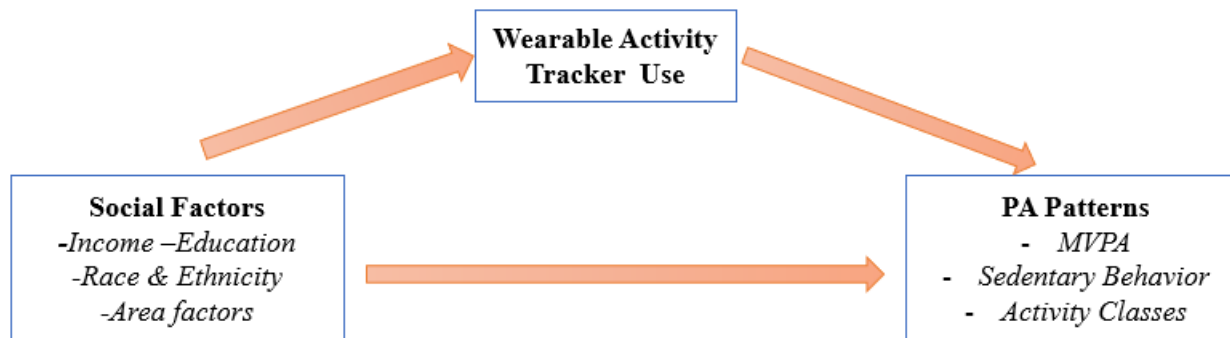 Wearable Activity
Tracker Use
Social Factors
-Income –Education
-Race & Ethnicity
-Area factors
PA Patterns
- MVPA
- Sedentary Behavior
- Activity Classes